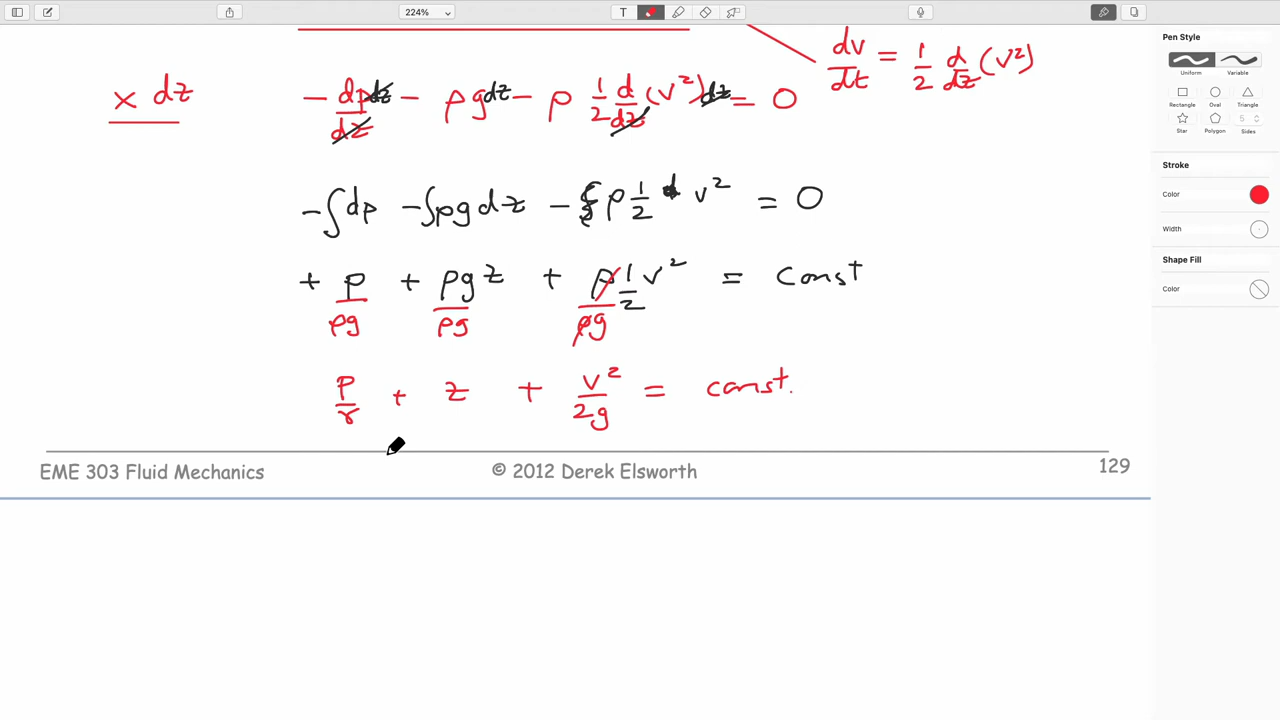 224%
T
Pen Style
dv/dt = 1/2 d/dz (v²)
Uniform Variable
× dz − dp/dz dz − ρg dz − ρ 1/2 d/dz (v²) dz = 0
Rectangle Oval Triangle
Star Polygon 5 Sides
Stroke
Color
Width
− ∫dp − ∫ρg dz − ∫ρ 1/2 d v² = 0
Shape Fill
Color
+ p/ρg + ρgz/ρg + ρ 1/2 v²/ρg = const
P/γ + z + v²/2g = const.
EME 303 Fluid Mechanics © 2012 Derek Elsworth 129